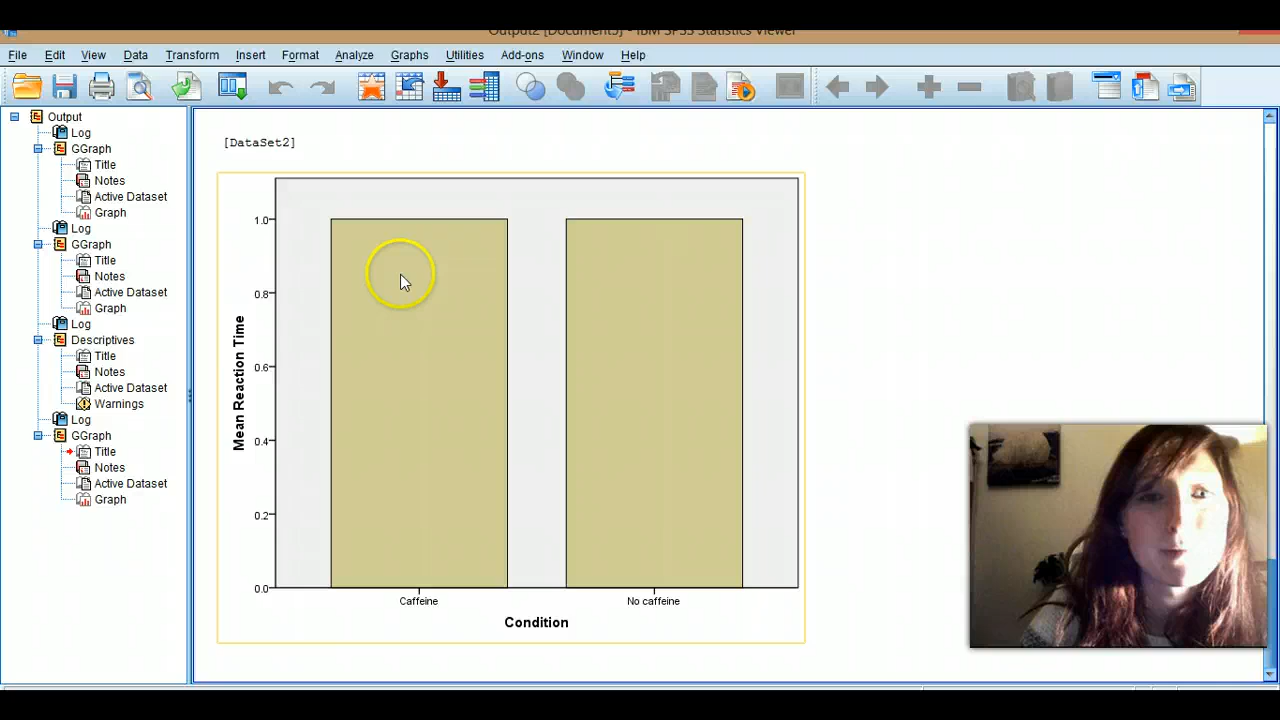 Output2 [Document3] - IBM SPSS Statistics Viewer
File Edit View Data Transform Insert Format Analyze Graphs Utilities Add-ons Window Help
Output
Log
GGraph
Title
Notes
Active Dataset
Graph
Log
GGraph
Title
Notes
Active Dataset
Graph
Log
Descriptives
Title
Notes
Active Dataset
Warnings
Log
GGraph
Title
Notes
Active Dataset
Graph
[DataSet2]
Mean Reaction Time
1.0
0.8
0.6
0.4
0.2
0.0
Caffeine No caffeine
Condition